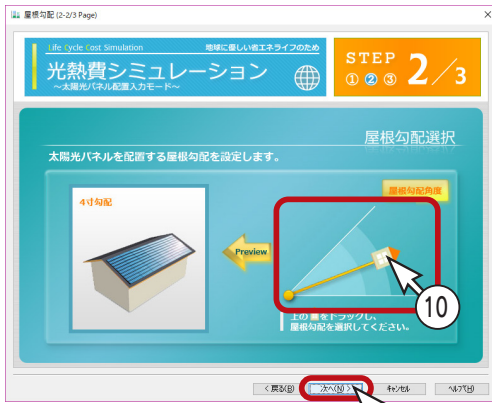 屋根勾配 (2-2/3 Page)
Life Cycle Cost Simulation 地球に優しい省エネライフのため
光熱費シミュレーション
～太陽光パネル配置入力モード～
STEP
① ② ③ 2/3
屋根勾配選択
太陽光パネルを配置する屋根勾配を設定します。
屋根勾配角度
4寸勾配
Preview
10
上の■をドラッグし、
屋根勾配を選択してください。
< 戻る(B) 次へ(N) > キャンセル ヘルプ(H)